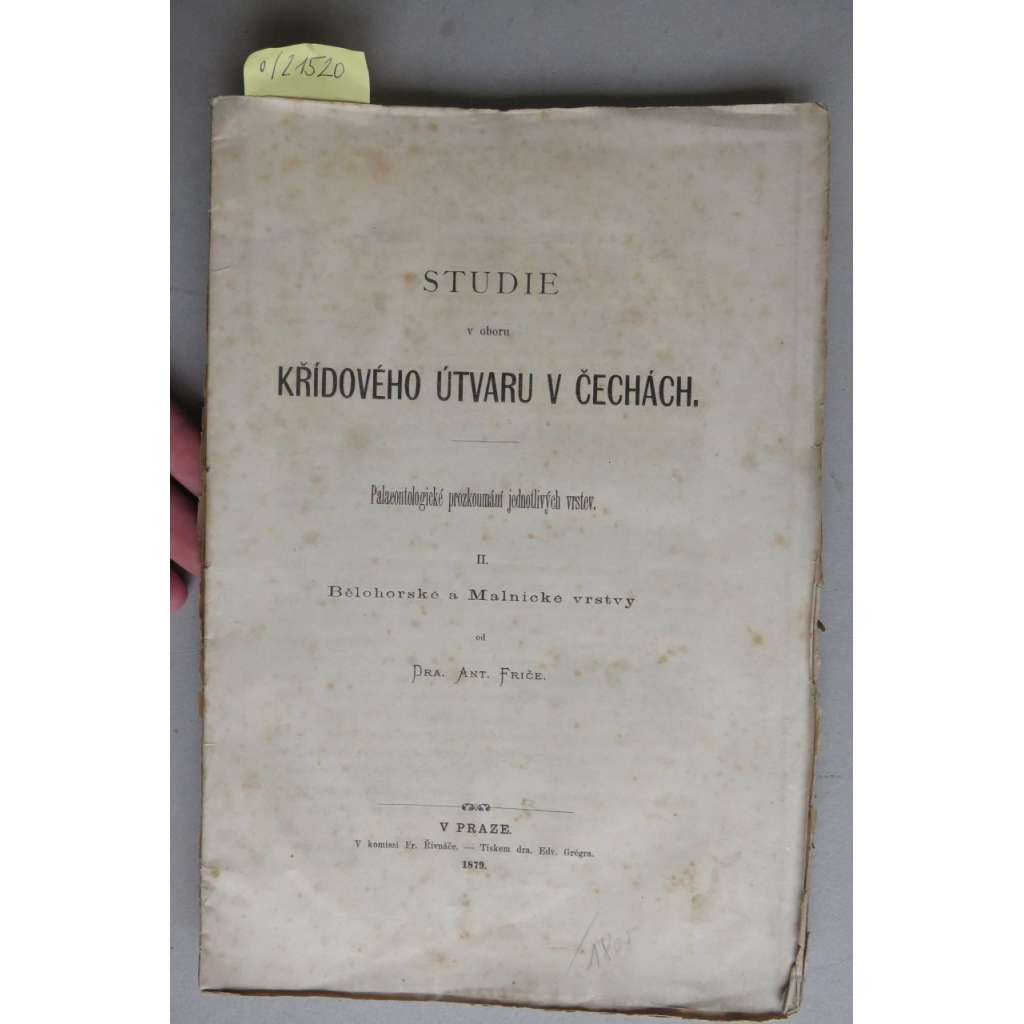 0/21520
STUDIE
v oboru
KŘÍDOVÉHO ÚTVARU V ČECHÁCH.
Palaeontologické prozkoumání jednotlivých vrstev.
II.
Bělohorské a Malnické vrstvy
od
DRA. ANT. FRIČE.
V PRAZE.
V komissi Fr. Řivnáče. — Tiskem dra. Edv. Grégra.
1879.